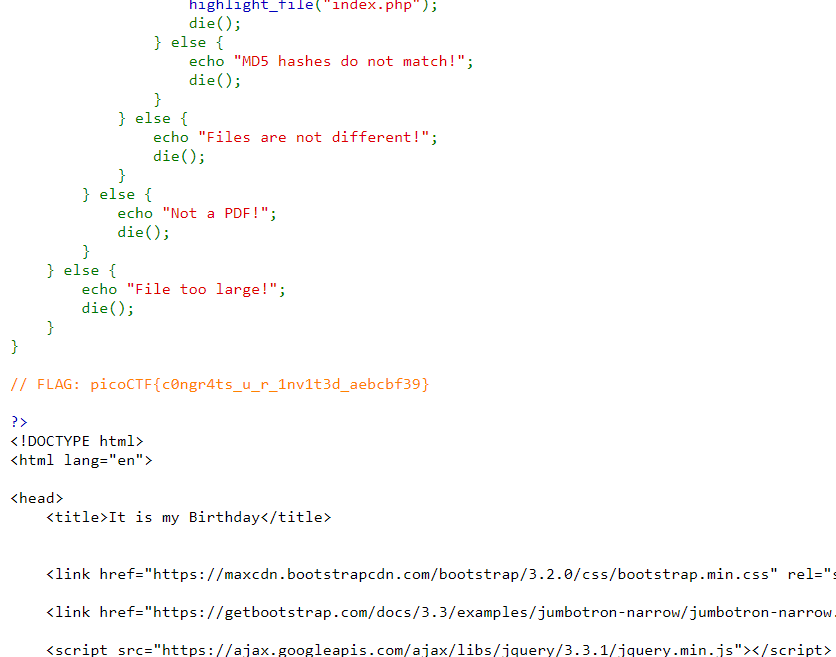 highlight_file("index.php");
die();
} else {
echo "MD5 hashes do not match!";
die();
}
} else {
echo "Files are not different!";
die();
}
} else {
echo "Not a PDF!";
die();
}
} else {
echo "File too large!";
die();
}
}
// FLAG: picoCTF{c0ngr4ts_u_r_1nv1t3d_aebcbf39}
?>
<!DOCTYPE html>
<html lang="en">
<head>
<title>It is my Birthday</title>
<link href="https://maxcdn.bootstrapcdn.com/bootstrap/3.2.0/css/bootstrap.min.css" rel="s
<link href="https://getbootstrap.com/docs/3.3/examples/jumbotron-narrow/jumbotron-narrow.
<script src="https://ajax.googleapis.com/ajax/libs/jquery/3.3.1/jquery.min.js"></script>